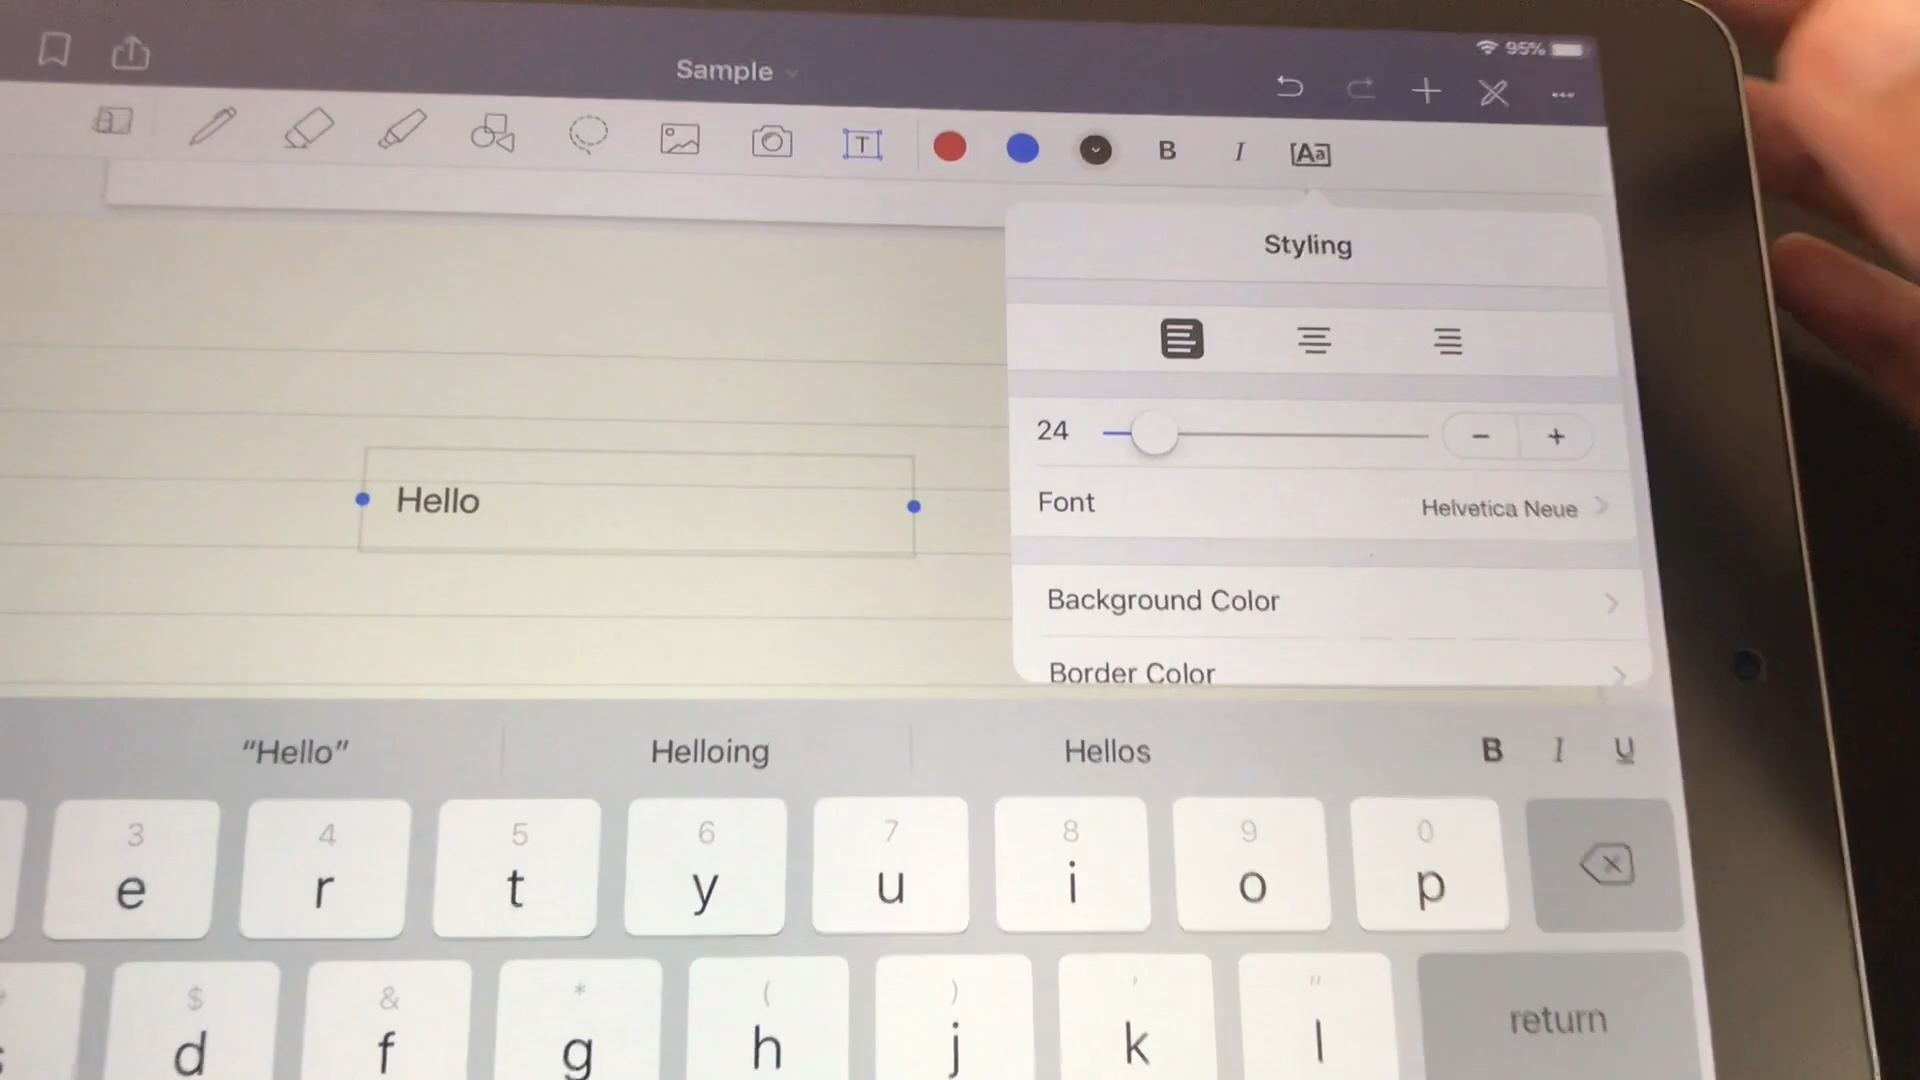 95%
Sample
T
B I [Aa]
Styling
24 − +
Font Helvetica Neue
Hello
Background Color
Border Color
“Hello” Helloing Hellos B I U
3 4 5 6 7 8 9 0
e r t y u i o p
$ & * ( ) ' "
d f g h j k l return